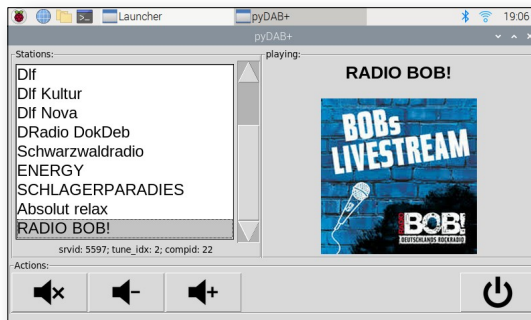 Launcher
pyDAB+
19:06
pyDAB+
Stations:
Dlf
Dlf Kultur
Dlf Nova
DRadio DokDeb
Schwarzwaldradio
ENERGY
SCHLAGERPARADIES
Absolut relax
RADIO BOB!
srvid: 5597; tune_idx: 2; compid: 22
playing:
RADIO BOB!
BOBs
LIVESTREAM
RADIO
BOB!
DEUTSCHLANDS ROCKRADIO
Actions: